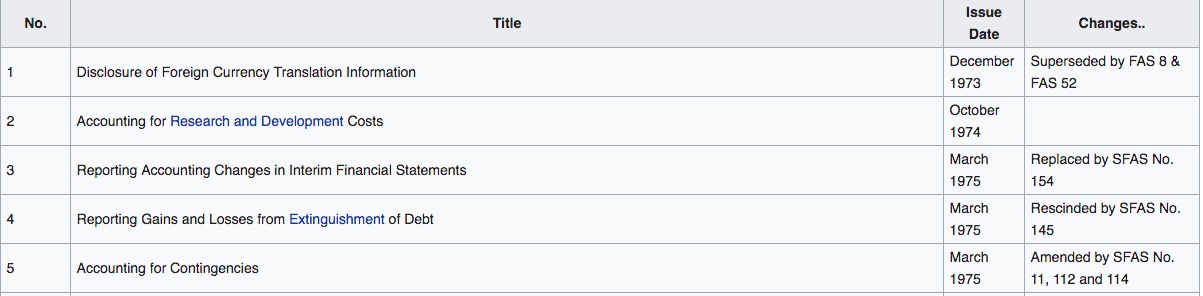 No. Title Issue Date Changes..
1 Disclosure of Foreign Currency Translation Information December 1973 Superseded by FAS 8 & FAS 52
2 Accounting for Research and Development Costs October 1974
3 Reporting Accounting Changes in Interim Financial Statements March 1975 Replaced by SFAS No. 154
4 Reporting Gains and Losses from Extinguishment of Debt March 1975 Rescinded by SFAS No. 145
5 Accounting for Contingencies March 1975 Amended by SFAS No. 11, 112 and 114